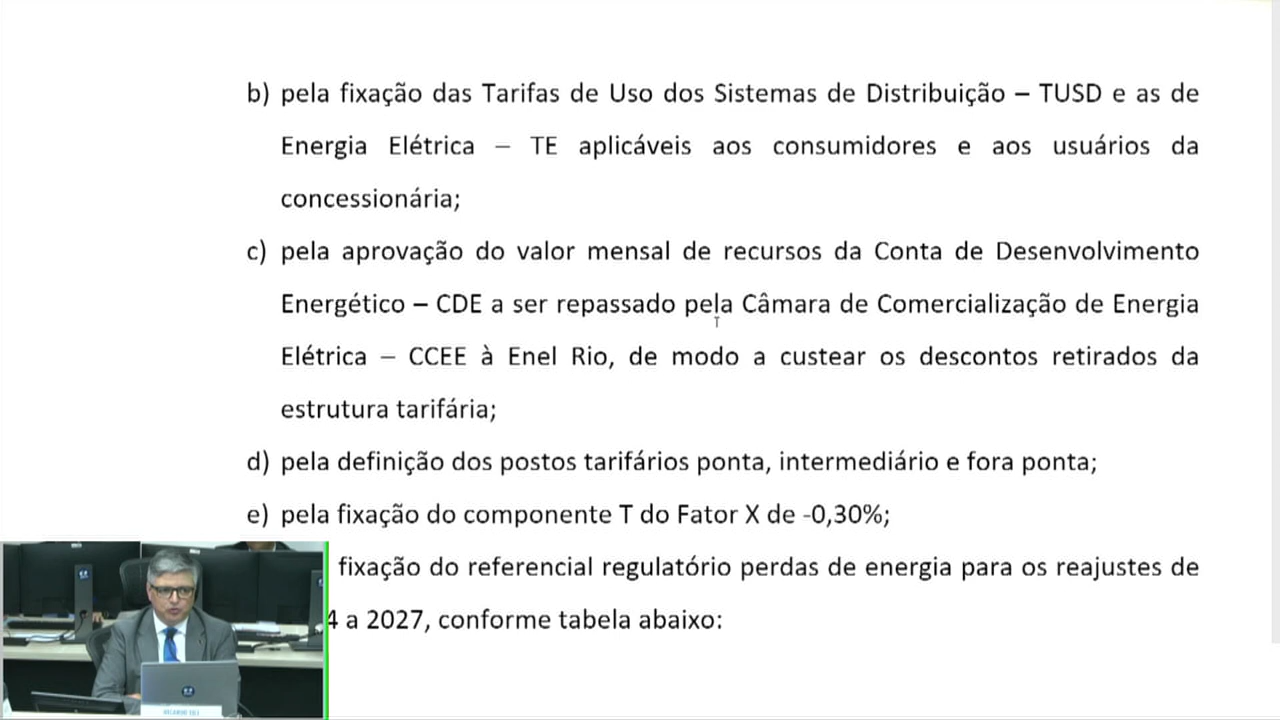 b) pela fixação das Tarifas de Uso dos Sistemas de Distribuição – TUSD e as de
Energia Elétrica – TE aplicáveis aos consumidores e aos usuários da
concessionária;
c) pela aprovação do valor mensal de recursos da Conta de Desenvolvimento
Energético – CDE a ser repassado pela Câmara de Comercialização de Energia
Elétrica – CCEE à Enel Rio, de modo a custear os descontos retirados da
estrutura tarifária;
d) pela definição dos postos tarifários ponta, intermediário e fora ponta;
e) pela fixação do componente T do Fator X de -0,30%;
fixação do referencial regulatório perdas de energia para os reajustes de
4 a 2027, conforme tabela abaixo: